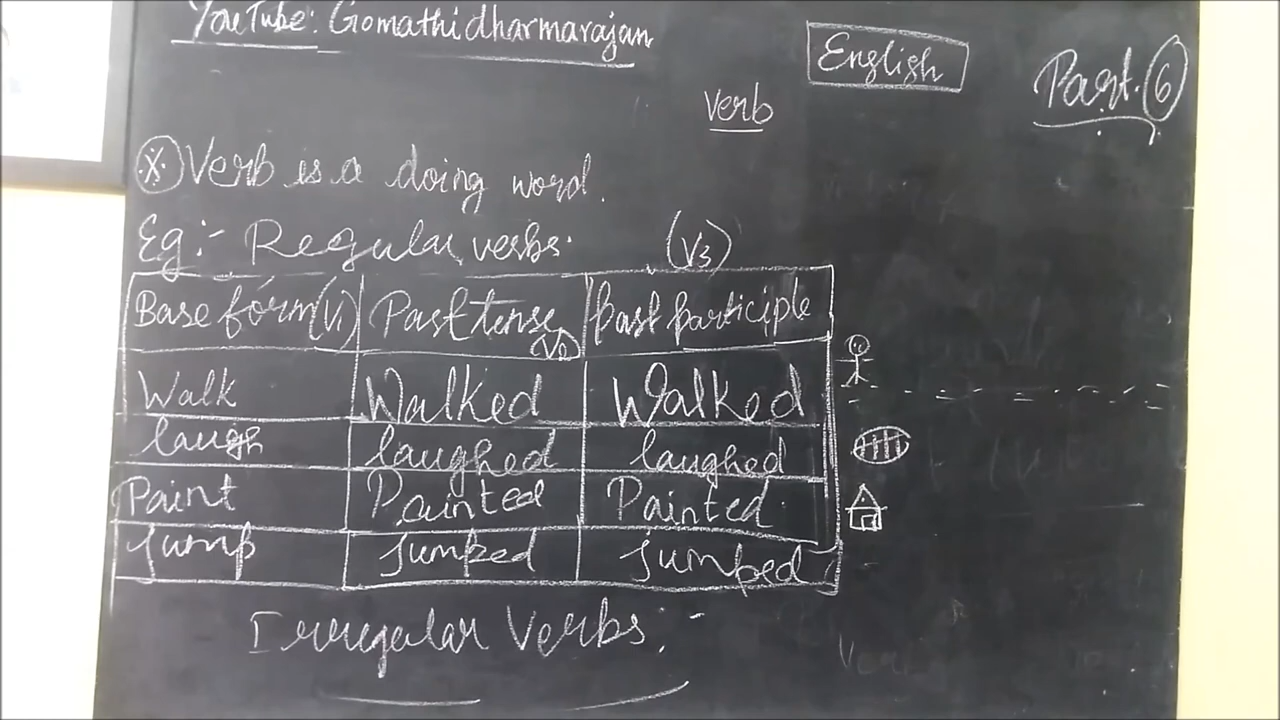 YouTube: Gomathidharmarajan
English
Part. 6
Verb
Verb is a doing word.
Eg:- Regular verbs.
(V3)
Base form (V1) Past tense Past participle
Walk Walked Walked
laugh laughed laughed
Paint Painted Painted
Jump Jumped Jumped
Irregular Verbs:-